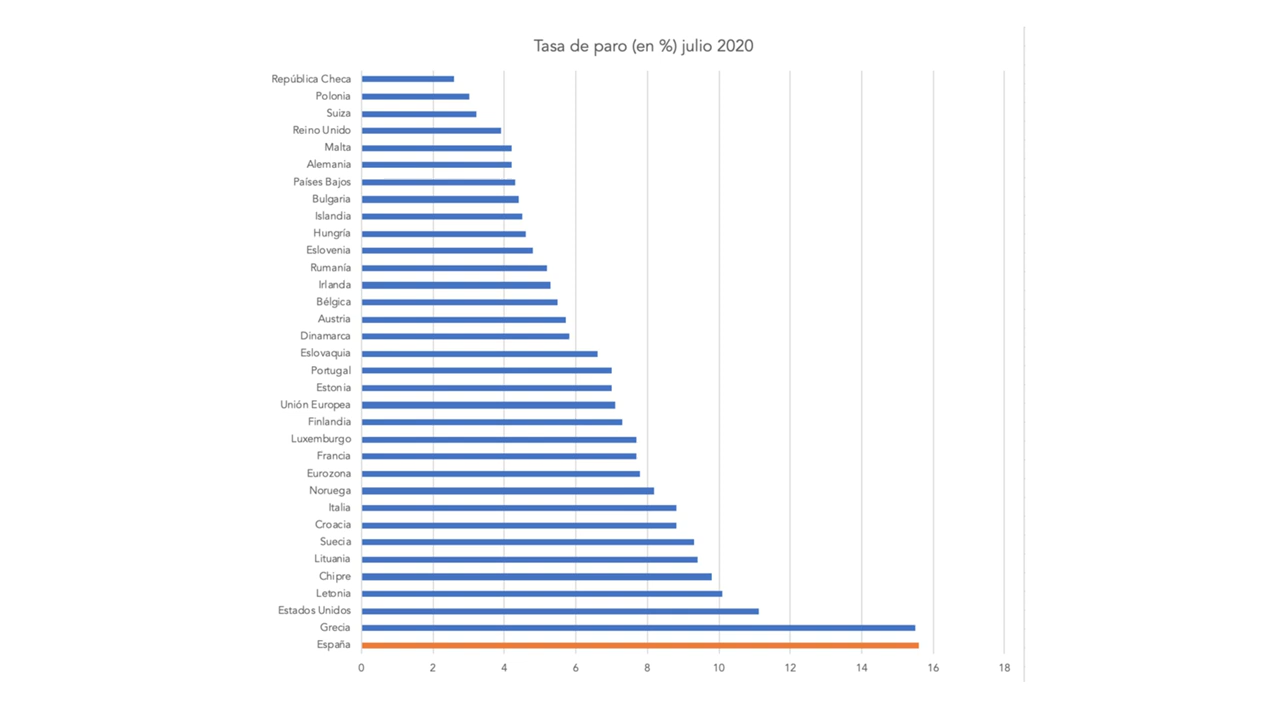 Tasa de paro (en %) julio 2020
República Checa
Polonia
Suiza
Reino Unido
Malta
Alemania
Países Bajos
Bulgaria
Islandia
Hungría
Eslovenia
Rumanía
Irlanda
Bélgica
Austria
Dinamarca
Eslovaquia
Portugal
Estonia
Unión Europea
Finlandia
Luxemburgo
Francia
Eurozona
Noruega
Italia
Croacia
Suecia
Lituania
Chipre
Letonia
Estados Unidos
Grecia
España
0 2 4 6 8 10 12 14 16 18